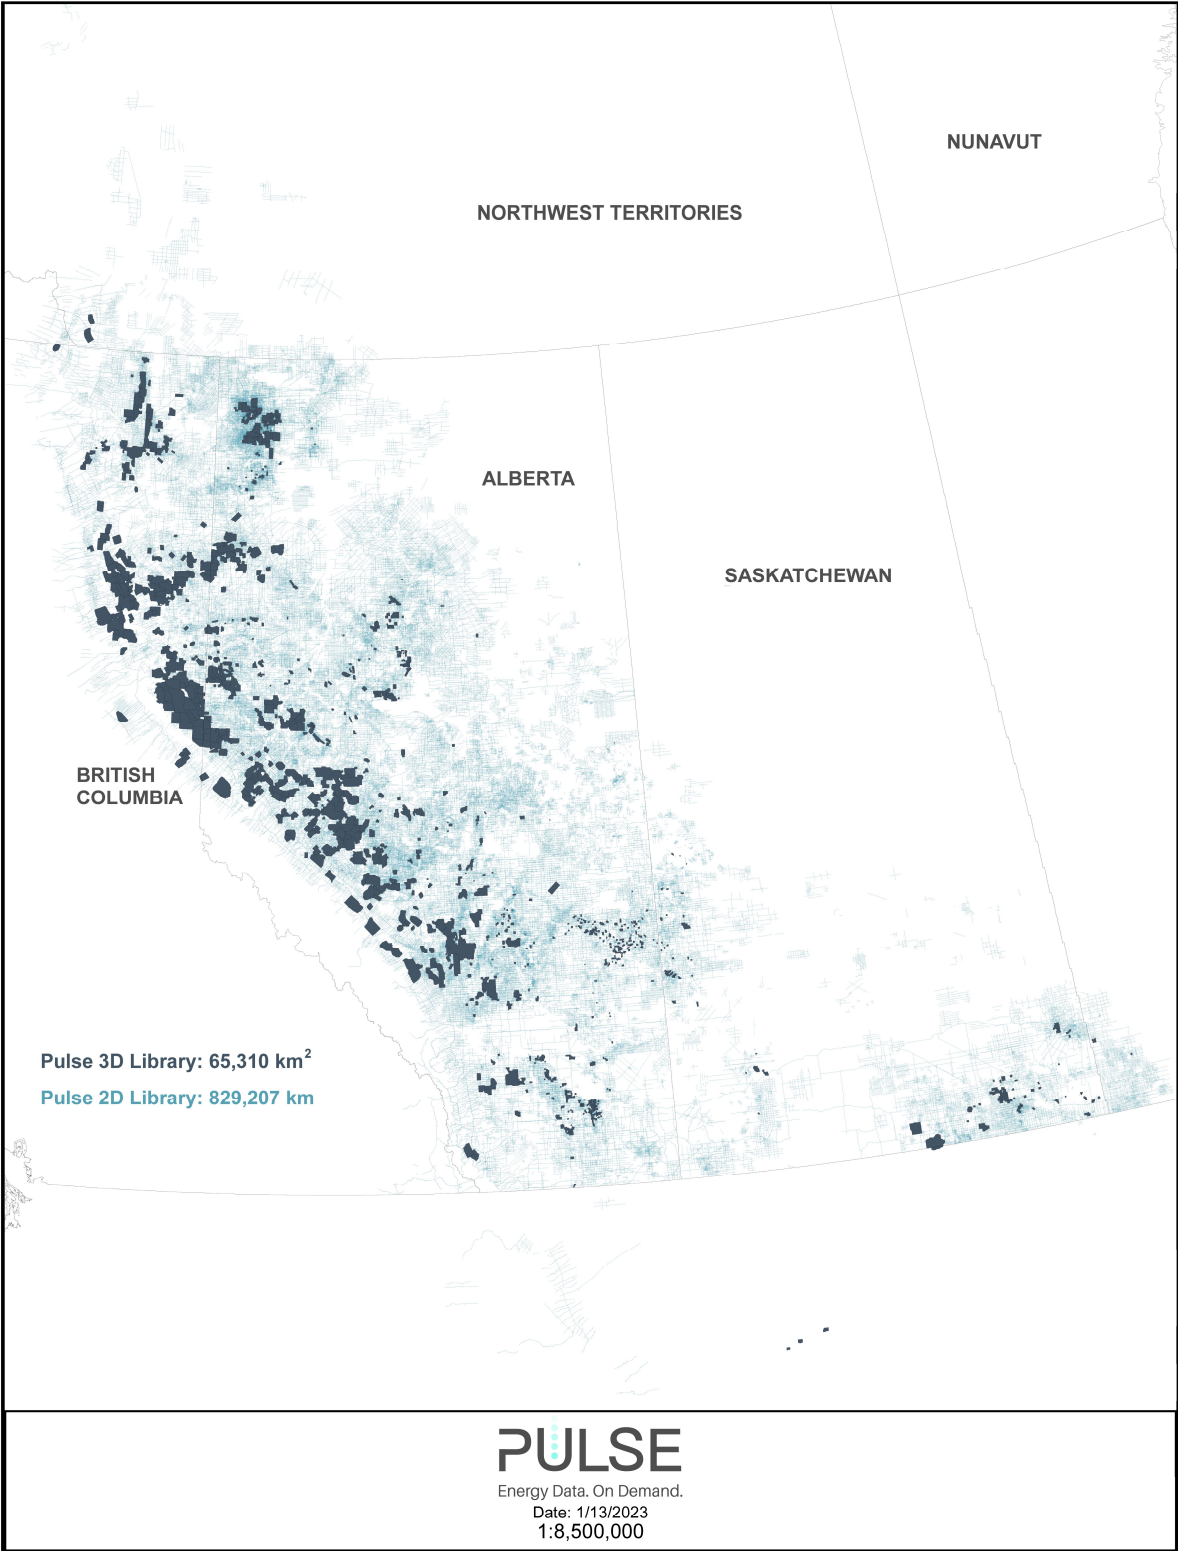 NUNAVUT
NORTHWEST TERRITORIES
ALBERTA
SASKATCHEWAN
BRITISH
COLUMBIA
Pulse 3D Library: 65,310 km²
Pulse 2D Library: 829,207 km
PULSE
Energy Data. On Demand.
Date: 1/13/2023
1:8,500,000